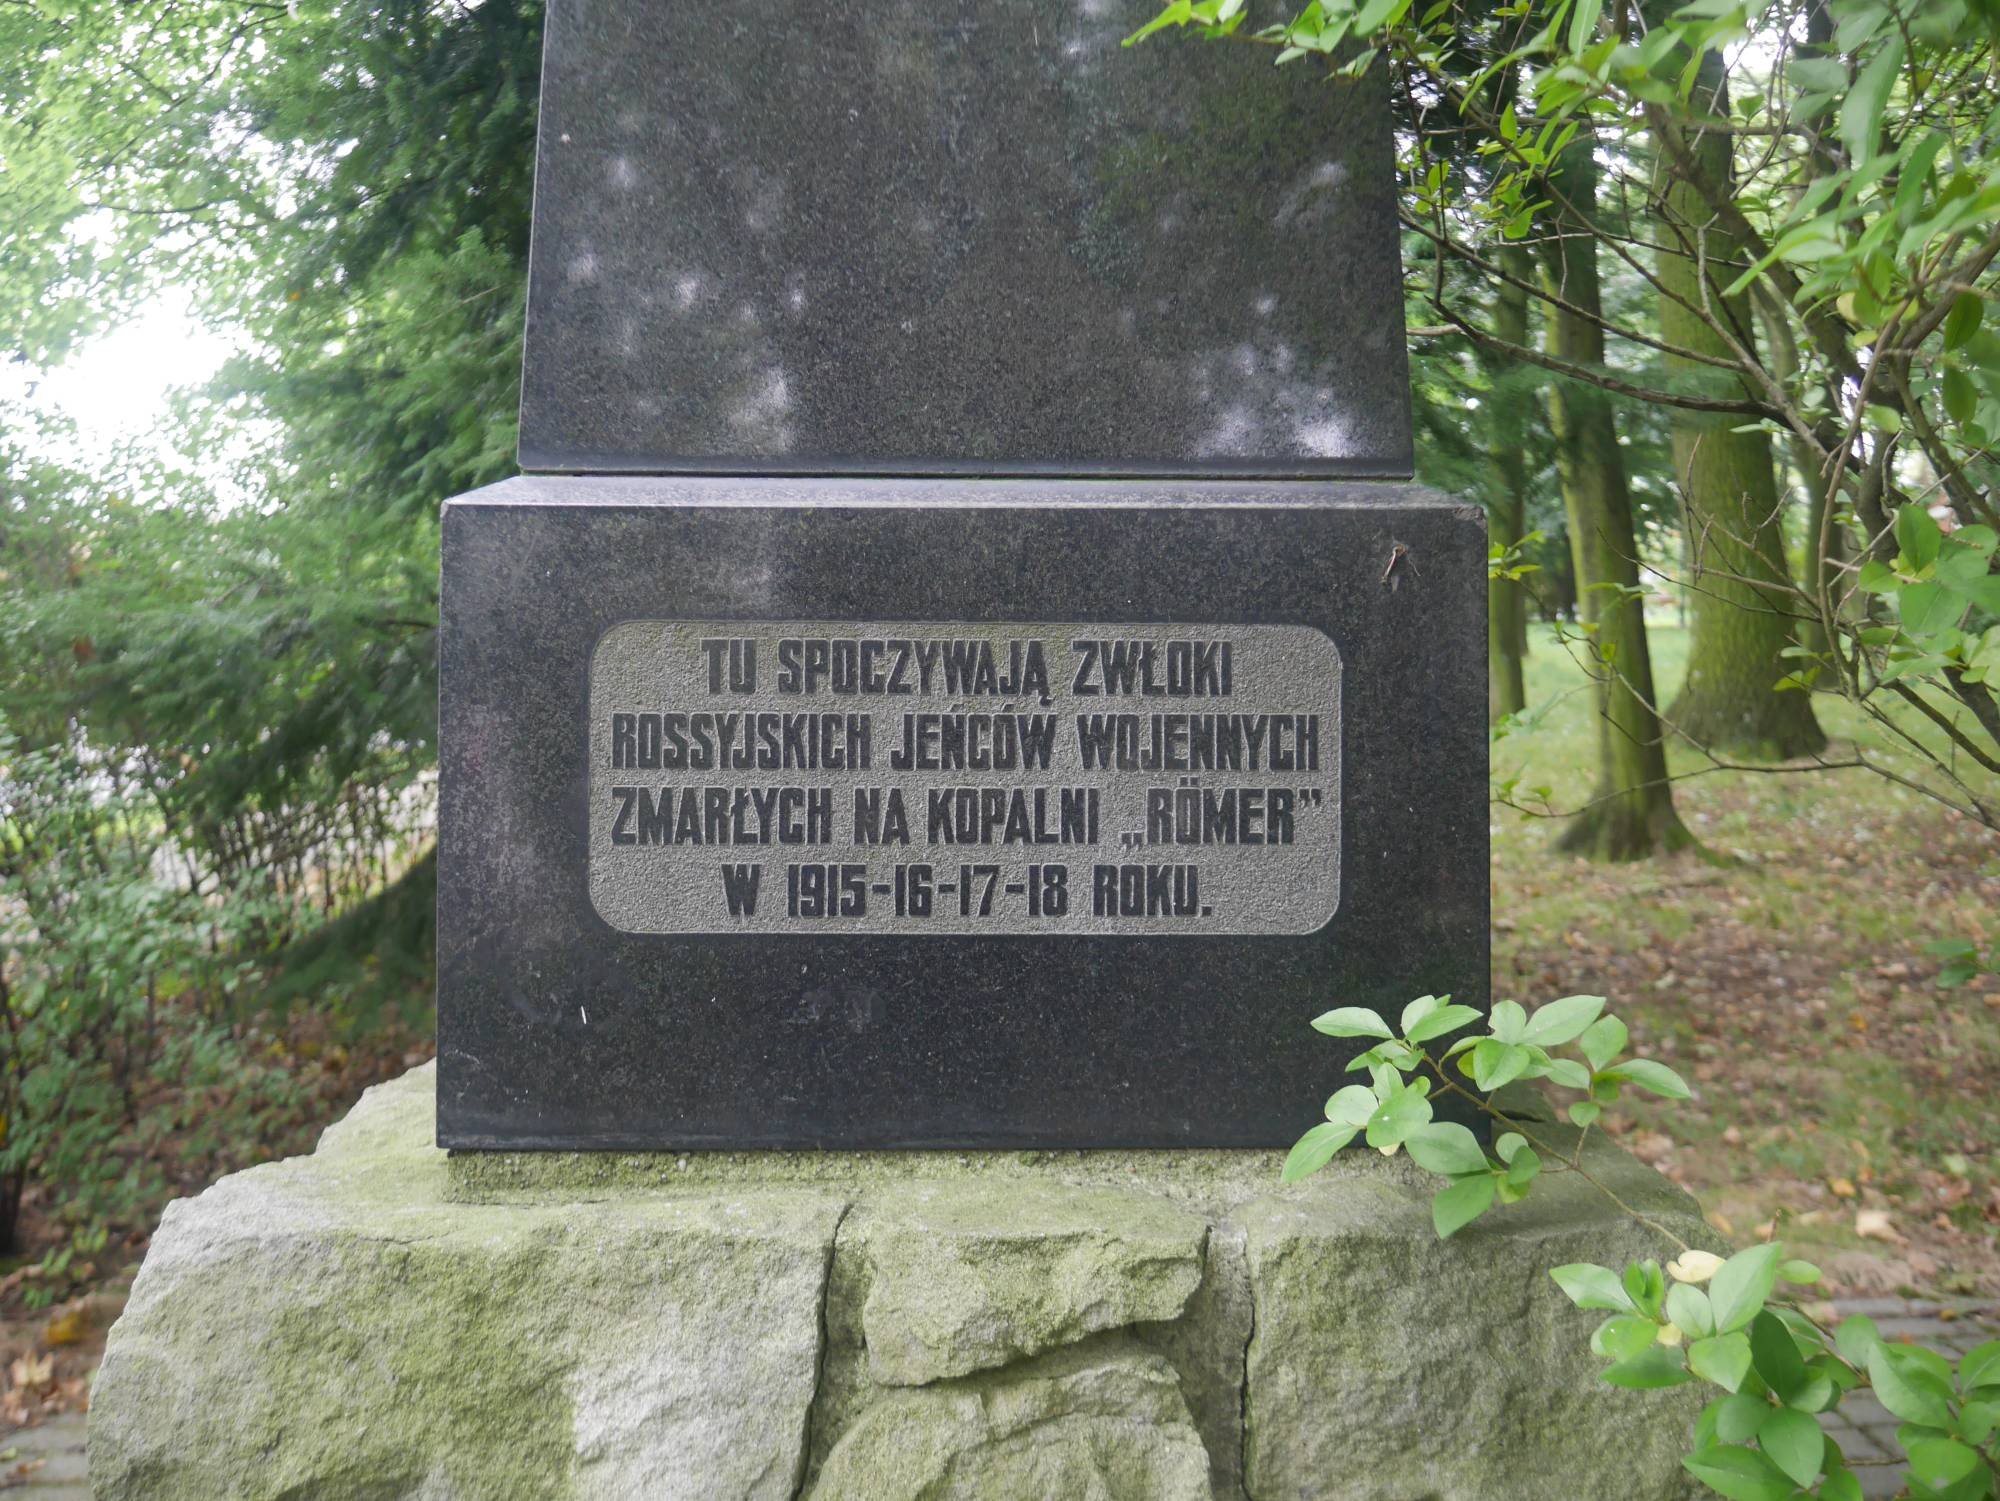 TU SPOCZYWAJĄ ZWŁOKI
ROSSYJSKICH JEŃCÓW WOJENNYCH
ZMARŁYCH NA KOPALNI „RÖMER”
W 1915-16-17-18 ROKU.